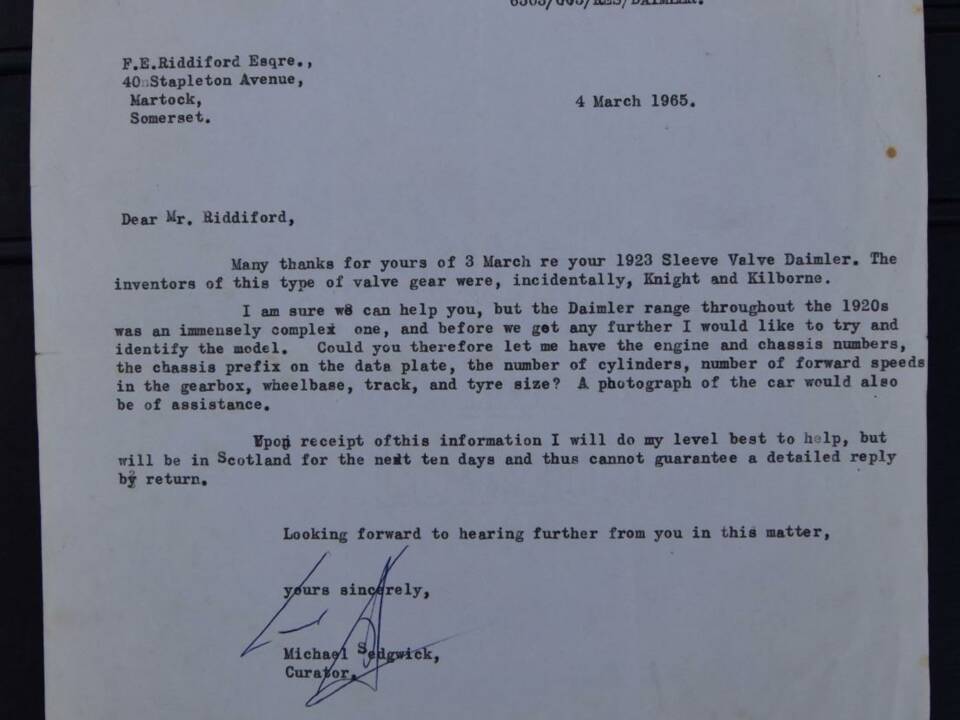 6303/GGS/RES/DAIMLER.
F.E.Riddiford Esqre.,
40 Stapleton Avenue,
Martock,
Somerset.
4 March 1965.
Dear Mr. Riddiford,
Many thanks for yours of 3 March re your 1923 Sleeve Valve Daimler. The
inventors of this type of valve gear were, incidentally, Knight and Kilborne.
I am sure we can help you, but the Daimler range throughout the 1920s
was an immensely complex one, and before we get any further I would like to try and
identify the model. Could you therefore let me have the engine and chassis numbers,
the chassis prefix on the data plate, the number of cylinders, number of forward speeds
in the gearbox, wheelbase, track, and tyre size? A photograph of the car would also
be of assistance.
Upon receipt ofthis information I will do my level best to help, but
will be in Scotland for the next ten days and thus cannot guarantee a detailed reply
by return.
Looking forward to hearing further from you in this matter,
yours sincerely,
Michael Sedgwick,
Curator.